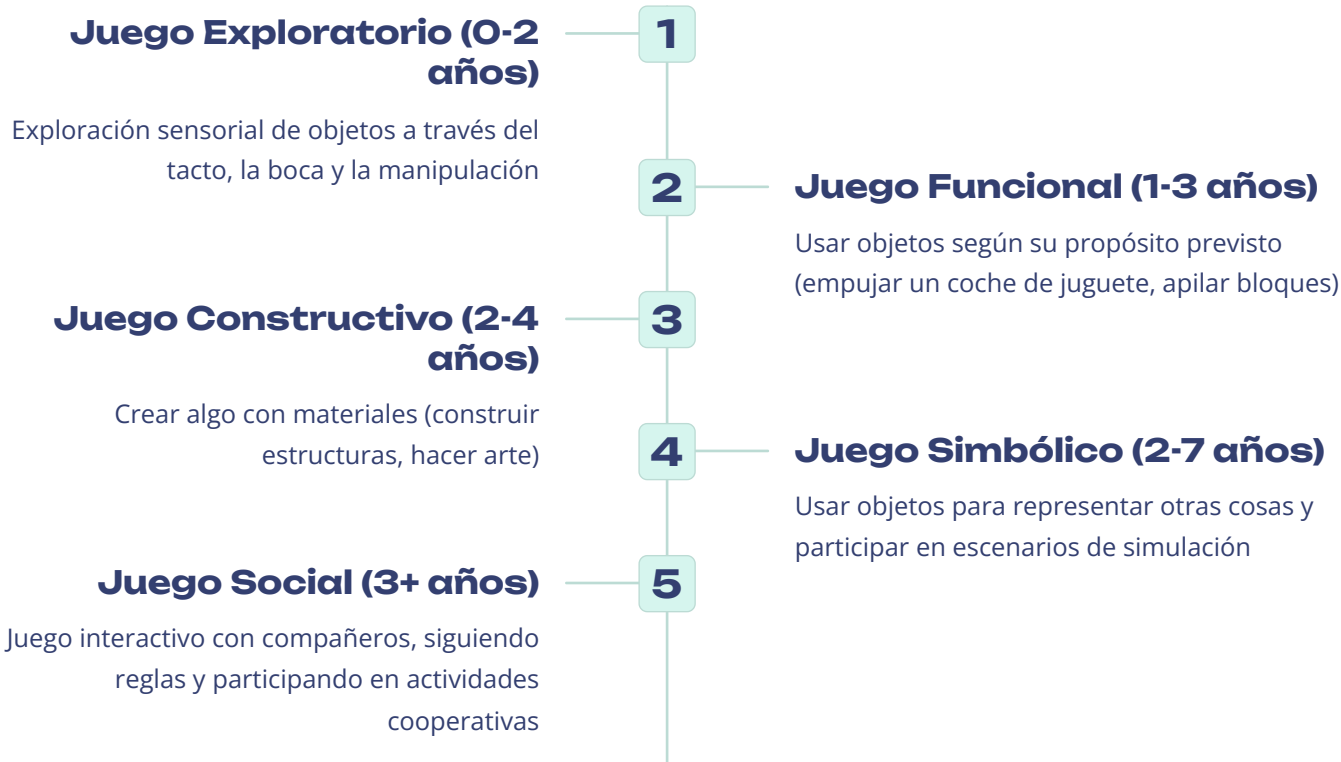 Juego Exploratorio (0-2
años)
1
Exploración sensorial de objetos a través del
tacto, la boca y la manipulación
2
Juego Funcional (1-3 años)
Usar objetos según su propósito previsto
(empujar un coche de juguete, apilar bloques)
Juego Constructivo (2-4
años)
3
Crear algo con materiales (construir
estructuras, hacer arte)
4
Juego Simbólico (2-7 años)
Usar objetos para representar otras cosas y
participar en escenarios de simulación
Juego Social (3+ años)
5
Juego interactivo con compañeros, siguiendo
reglas y participando en actividades
cooperativas